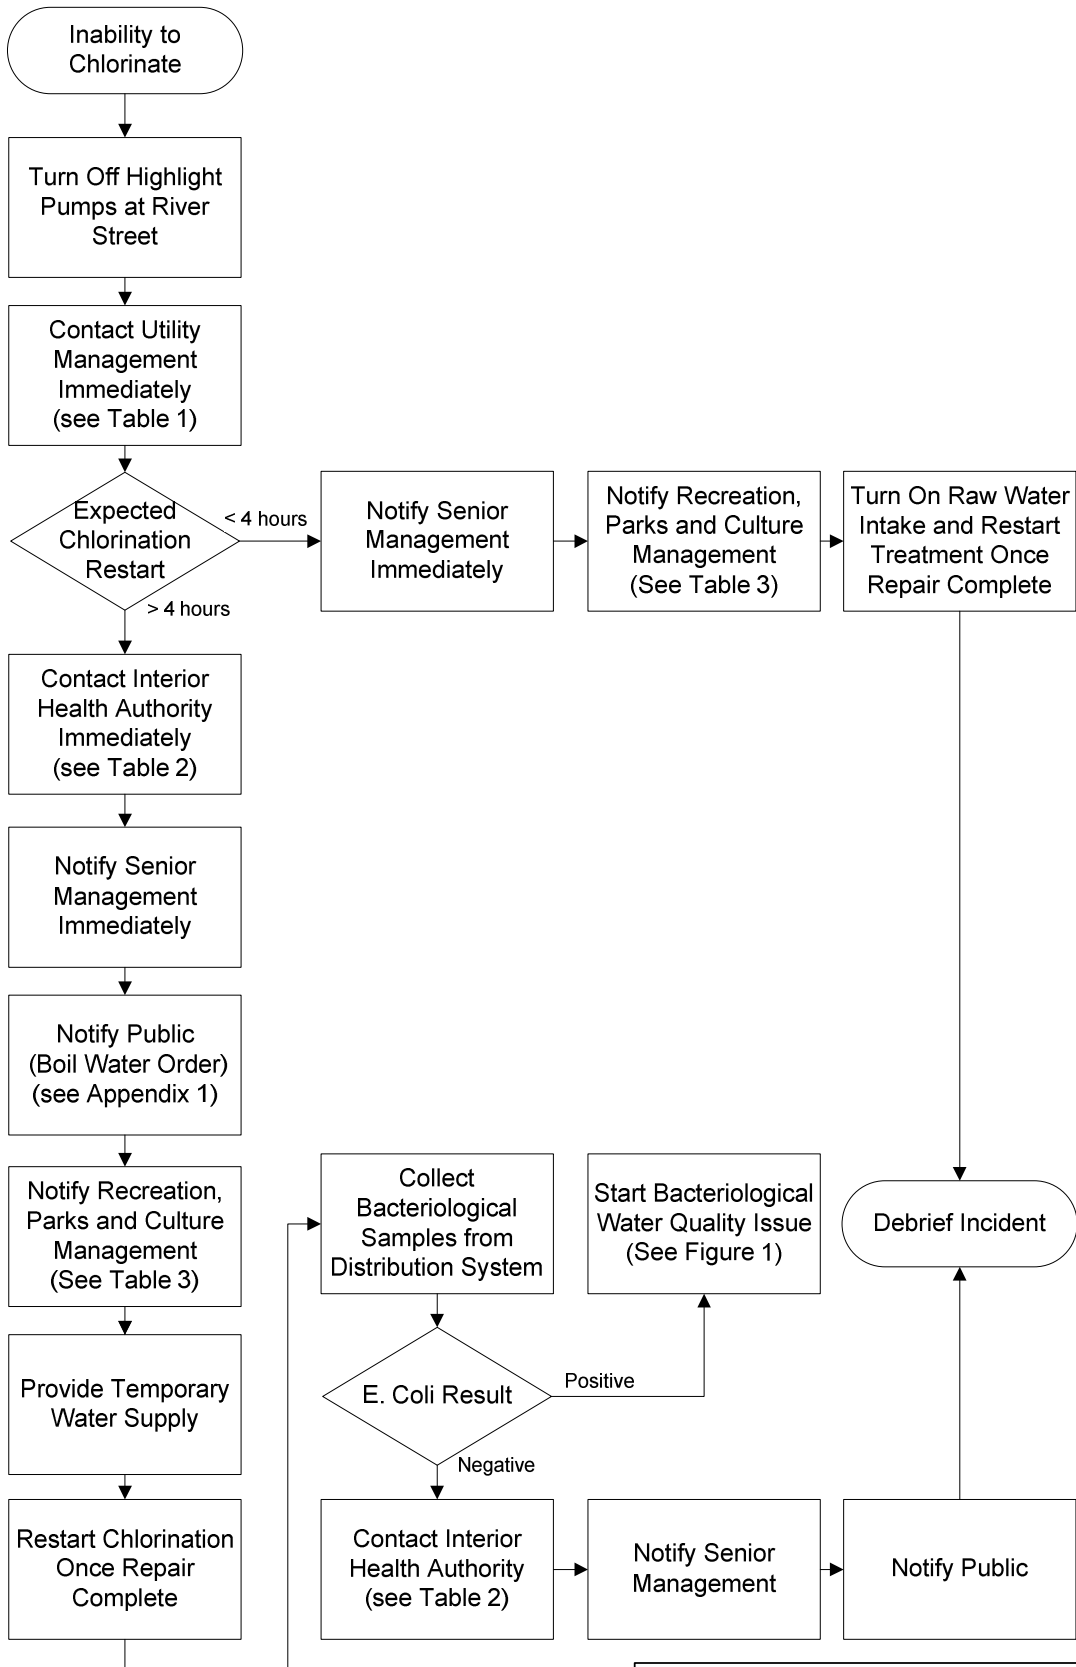 Inability to
Chlorinate
Turn Off Highlight
Pumps at River
Street
Contact Utility
Management
Immediately
(see Table 1)
Expected
Chlorination
Restart
< 4 hours
> 4 hours
Notify Senior
Management
Immediately
Notify Recreation,
Parks and Culture
Management
(See Table 3)
Turn On Raw Water
Intake and Restart
Treatment Once
Repair Complete
Contact Interior
Health Authority
Immediately
(see Table 2)
Notify Senior
Management
Immediately
Notify Public
(Boil Water Order)
(see Appendix 1)
Notify Recreation,
Parks and Culture
Management
(See Table 3)
Provide Temporary
Water Supply
Restart Chlorination
Once Repair
Complete
Collect
Bacteriological
Samples from
Distribution System
E. Coli Result
Positive
Negative
Start Bacteriological
Water Quality Issue
(See Figure 1)
Contact Interior
Health Authority
(see Table 2)
Notify Senior
Management
Notify Public
Debrief Incident